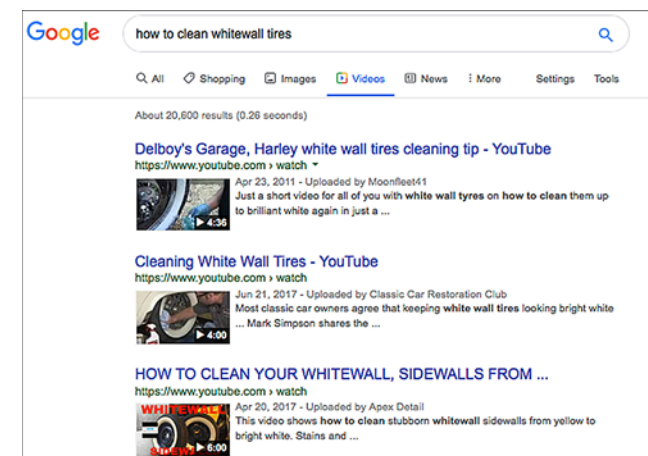 Google
how to clean whitewall tires
All Shopping Images Videos News More Settings Tools
About 20,600 results (0.26 seconds)
Delboy's Garage, Harley white wall tires cleaning tip - YouTube
https://www.youtube.com › watch
Apr 23, 2011 - Uploaded by Moonfleet41
Just a short video for all of you with white wall tyres on how to clean them up
to brilliant white again in just a ...
4:36
Cleaning White Wall Tires - YouTube
https://www.youtube.com › watch
Jun 21, 2017 - Uploaded by Classic Car Restoration Club
Most classic car owners agree that keeping white wall tires looking bright white
... Mark Simpson shares the ...
4:00
HOW TO CLEAN YOUR WHITEWALL, SIDEWALLS FROM ...
https://www.youtube.com › watch
Apr 20, 2017 - Uploaded by Apex Detail
This video shows how to clean stubborn whitewall sidewalls from yellow to
bright white. Stains and ...
WHITEWALL
6:00